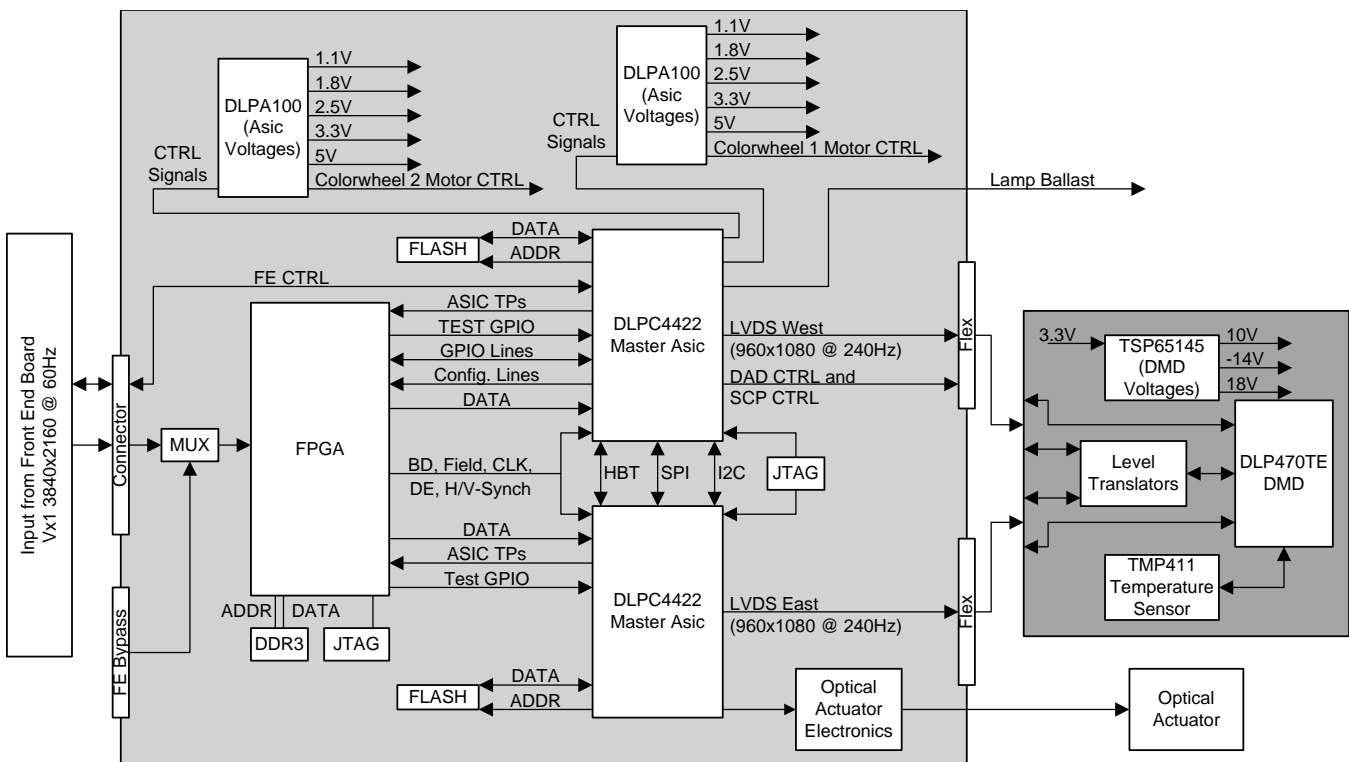 1.1V
1.8V
2.5V
3.3V
5V
Colorwheel 2 Motor CTRL
DLPA100
(Asic
Voltages)
CTRL
Signals
1.1V
1.8V
2.5V
3.3V
5V
Colorwheel 1 Motor CTRL
DLPA100
(Asic
Voltages)
CTRL
Signals
Lamp Ballast
FLASH
DATA
ADDR
FE CTRL
ASIC TPs
TEST GPIO
GPIO Lines
Config. Lines
DATA
DLPC4422
Master Asic
LVDS West
(960x1080 @ 240Hz)
DAD CTRL and
SCP CTRL
Flex
Input from Front End Board
Vx1 3840x2160 @ 60Hz
Connector
MUX
FPGA
BD, Field, CLK,
DE, H/V-Synch
HBT
SPI
I2C
JTAG
DATA
ASIC TPs
Test GPIO
DLPC4422
Master Asic
LVDS East
(960x1080 @ 240Hz)
Flex
ADDR
DATA
DDR3
JTAG
FE Bypass
FLASH
DATA
ADDR
Optical
Actuator
Electronics
Optical
Actuator
3.3V
TSP65145
(DMD
Voltages)
10V
-14V
18V
Level
Translators
DLP470TE
DMD
TMP411
Temperature
Sensor